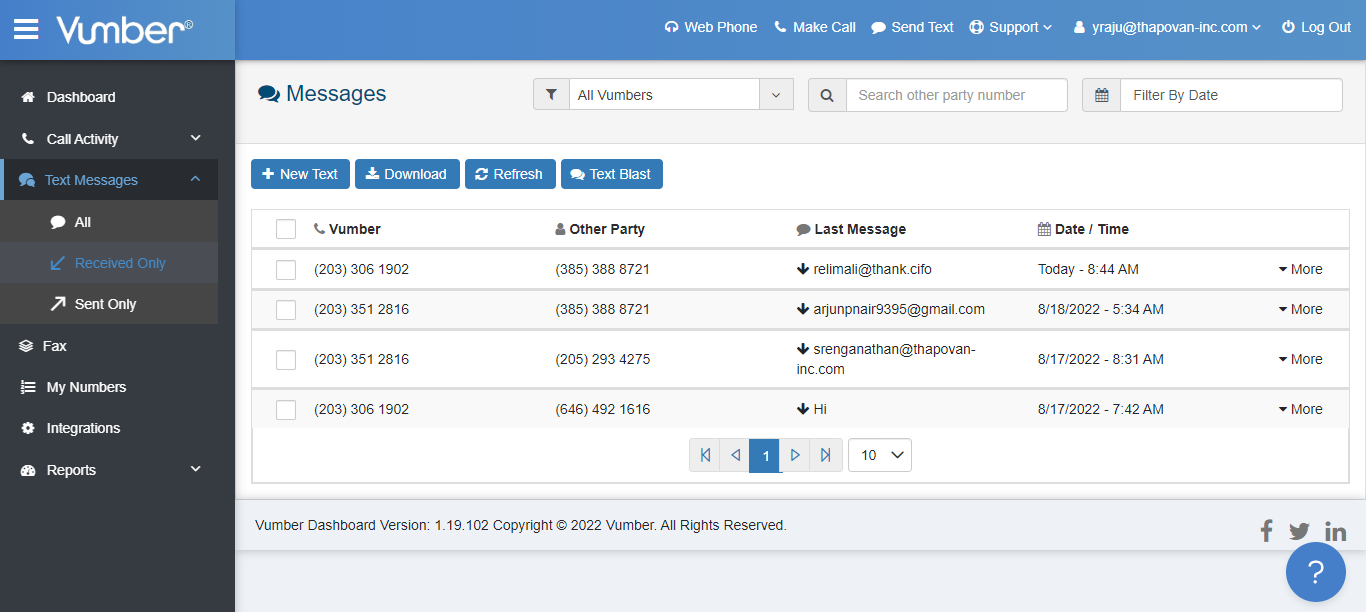 Vumber®
Web Phone
Make Call
Send Text
Support
yraju@thapovan-inc.com
Log Out
Dashboard
Call Activity
Text Messages
All
Received Only
Sent Only
Fax
My Numbers
Integrations
Reports
Messages
All Vumbers
Search other party number
Filter By Date
New Text
Download
Refresh
Text Blast
Vumber Other Party Last Message Date / Time
(203) 306 1902 (385) 388 8721 relimali@thank.cifo Today - 8:44 AM More
(203) 351 2816 (385) 388 8721 arjunpnair9395@gmail.com 8/18/2022 - 5:34 AM More
(203) 351 2816 (205) 293 4275 srenganathan@thapovan-
inc.com 8/17/2022 - 8:31 AM More
(203) 306 1902 (646) 492 1616 Hi 8/17/2022 - 7:42 AM More
1
10
Vumber Dashboard Version: 1.19.102 Copyright © 2022 Vumber. All Rights Reserved.
?